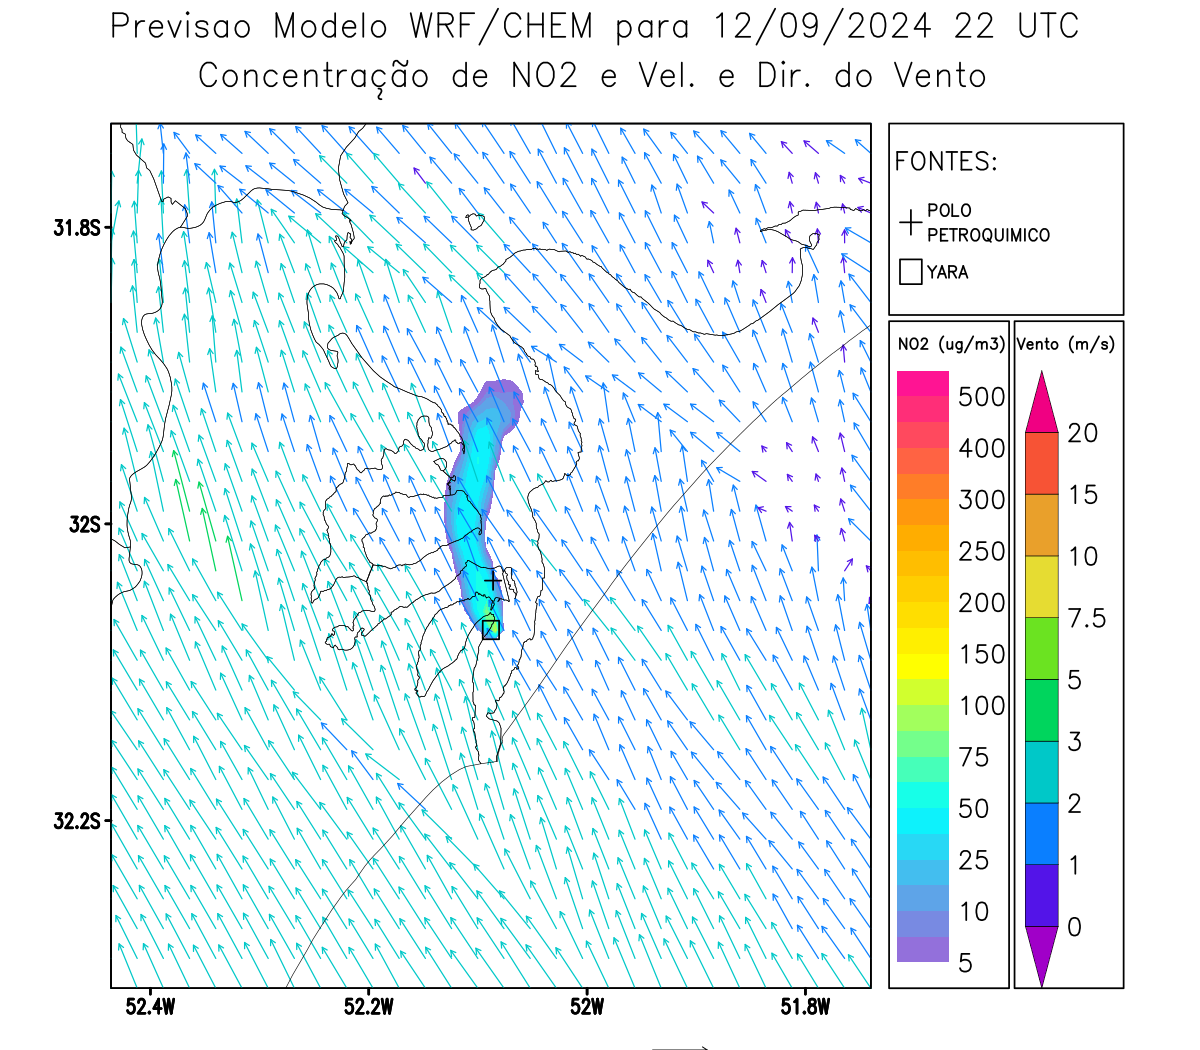 Previsao Modelo WRF/CHEM para 12/09/2024 22 UTC
Concentração de NO2 e Vel. e Dir. do Vento
FONTES:
POLO
PETROQUIMICO
YARA
NO2 (ug/m3)
500
400
300
250
200
150
100
75
50
25
10
5
Vento (m/s)
20
15
10
7.5
5
3
2
1
0
31.8S
32S
32.2S
52.4W
52.2W
52W
51.8W